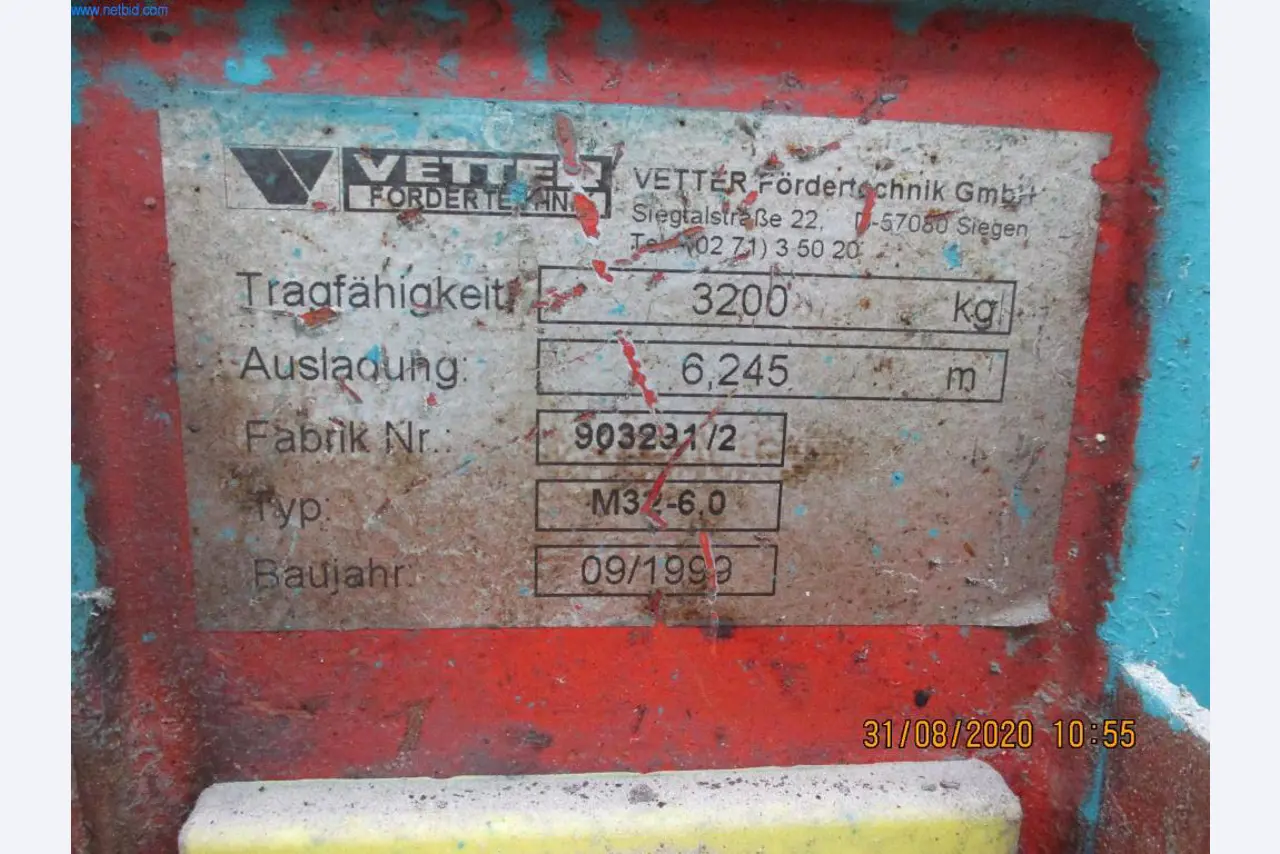 www.netbid.com
VETTER
FÖRDERTECHNIK
VETTER Fördertechnik GmbH
Siegtalstraße 22, D-57080 Siegen
Tel. (02 71) 3 50 20
Tragfähigkeit: 3200 kg
Ausladung: 6,245 m
Fabrik Nr.: 903291/2
Typ: M32-6,0
Baujahr: 09/1999
31/08/2020 10:55